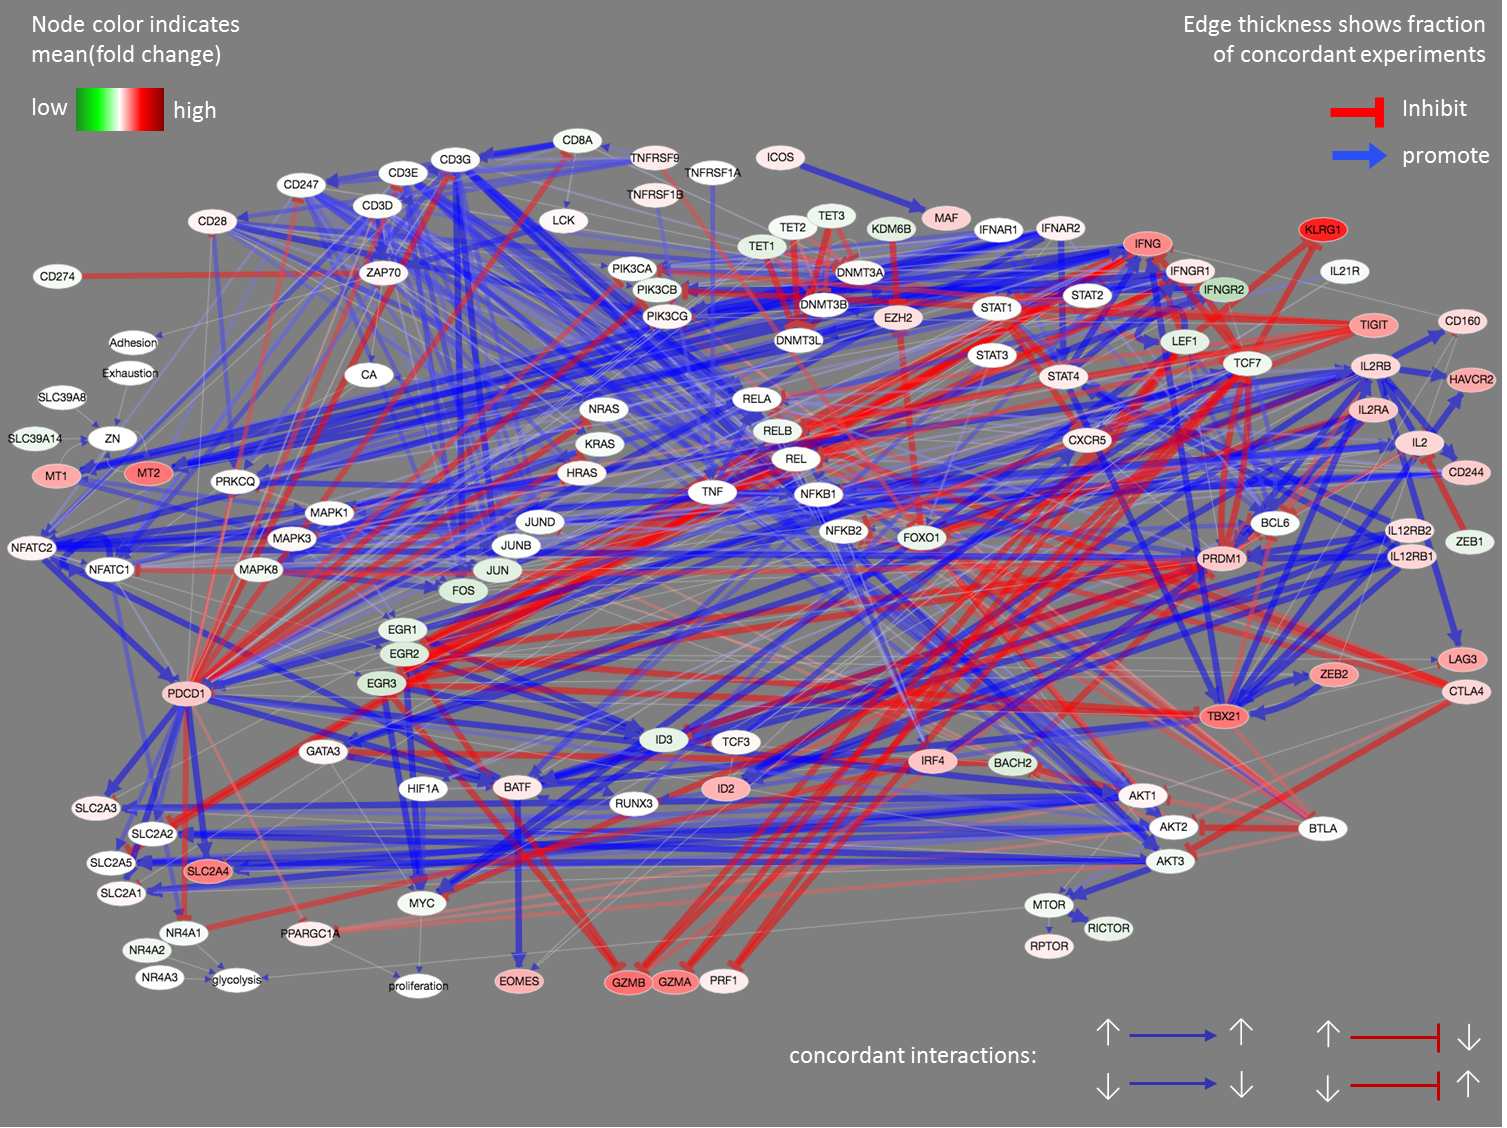 Node color indicates
mean(fold change)
low
high
Edge thickness shows fraction
of concordant experiments
Inhibit
promote
CD8A
CD3G
TNFRSF9
ICOS
CD3E
TNFRSF1A
CD247
TNFRSF1B
CD3D
CD28
LCK
TET3
MAF
TET2
KDM6B
IFNAR1
IFNAR2
KLRG1
TET1
IFNG
CD274
ZAP70
PIK3CA
DNMT3A
IFNGR1
IL21R
PIK3CB
IFNGR2
STAT2
DNMT3B
STAT1
PIK3CG
EZH2
TIGIT
CD160
Adhesion
DNMT3L
LEF1
STAT3
TCF7
IL2RB
Exhaustion
CA
STAT4
HAVCR2
SLC39A8
RELA
NRAS
IL2RA
SLC39A14
ZN
RELB
KRAS
CXCR5
IL2
REL
MT1
MT2
HRAS
CD244
PRKCQ
TNF
NFKB1
MAPK1
JUND
BCL6
NFKB2
IL12RB2
MAPK3
FOXO1
ZEB1
NFATC2
JUNB
PRDM1
IL12RB1
NFATC1
MAPK8
JUN
FOS
EGR1
EGR2
LAG3
EGR3
ZEB2
PDCD1
CTLA4
TBX21
ID3
TCF3
GATA3
IRF4
BACH2
HIF1A
BATF
ID2
AKT1
SLC2A3
RUNX3
AKT2
BTLA
SLC2A2
SLC2A5
AKT3
SLC2A4
SLC2A1
MYC
MTOR
RICTOR
NR4A1
PPARGC1A
RPTOR
NR4A2
NR4A3
glycolysis
proliferation
EOMES
GZMB
GZMA
PRF1
concordant interactions: